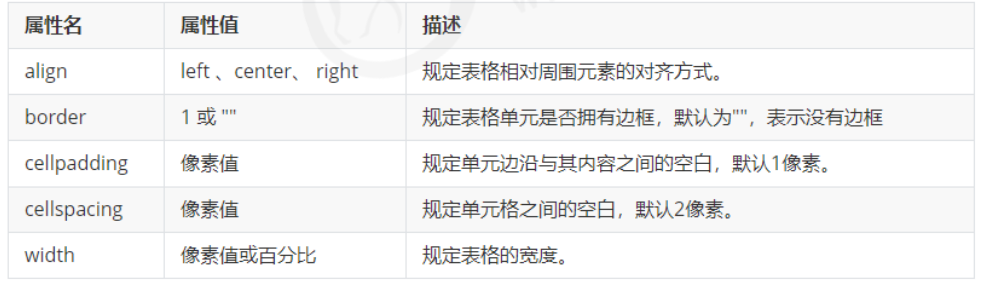 属性名 属性值 描述
align left 、center、 right 规定表格相对周围元素的对齐方式。
border 1 或 "" 规定表格单元是否拥有边框，默认为""，表示没有边框
cellpadding 像素值 规定单元边沿与其内容之间的空白，默认1像素。
cellspacing 像素值 规定单元格之间的空白，默认2像素。
width 像素值或百分比 规定表格的宽度。